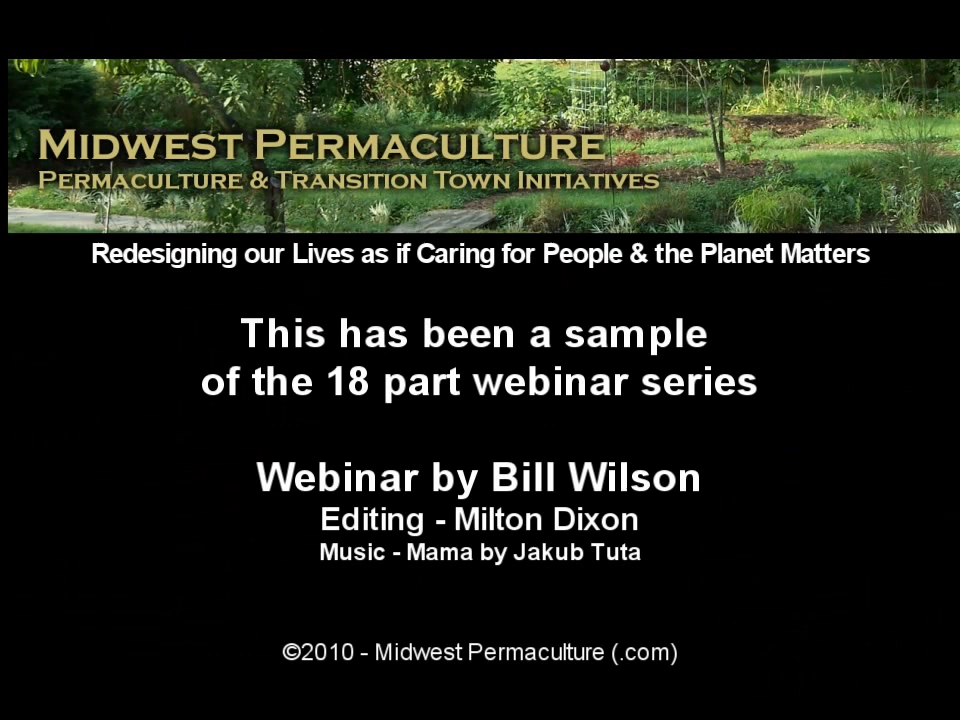 MIDWEST PERMACULTURE
PERMACULTURE & TRANSITION TOWN INITIATIVES
Redesigning our Lives as if Caring for People & the Planet Matters
This has been a sample
of the 18 part webinar series
Webinar by Bill Wilson
Editing - Milton Dixon
Music - Mama by Jakub Tuta
©2010 - Midwest Permaculture (.com)